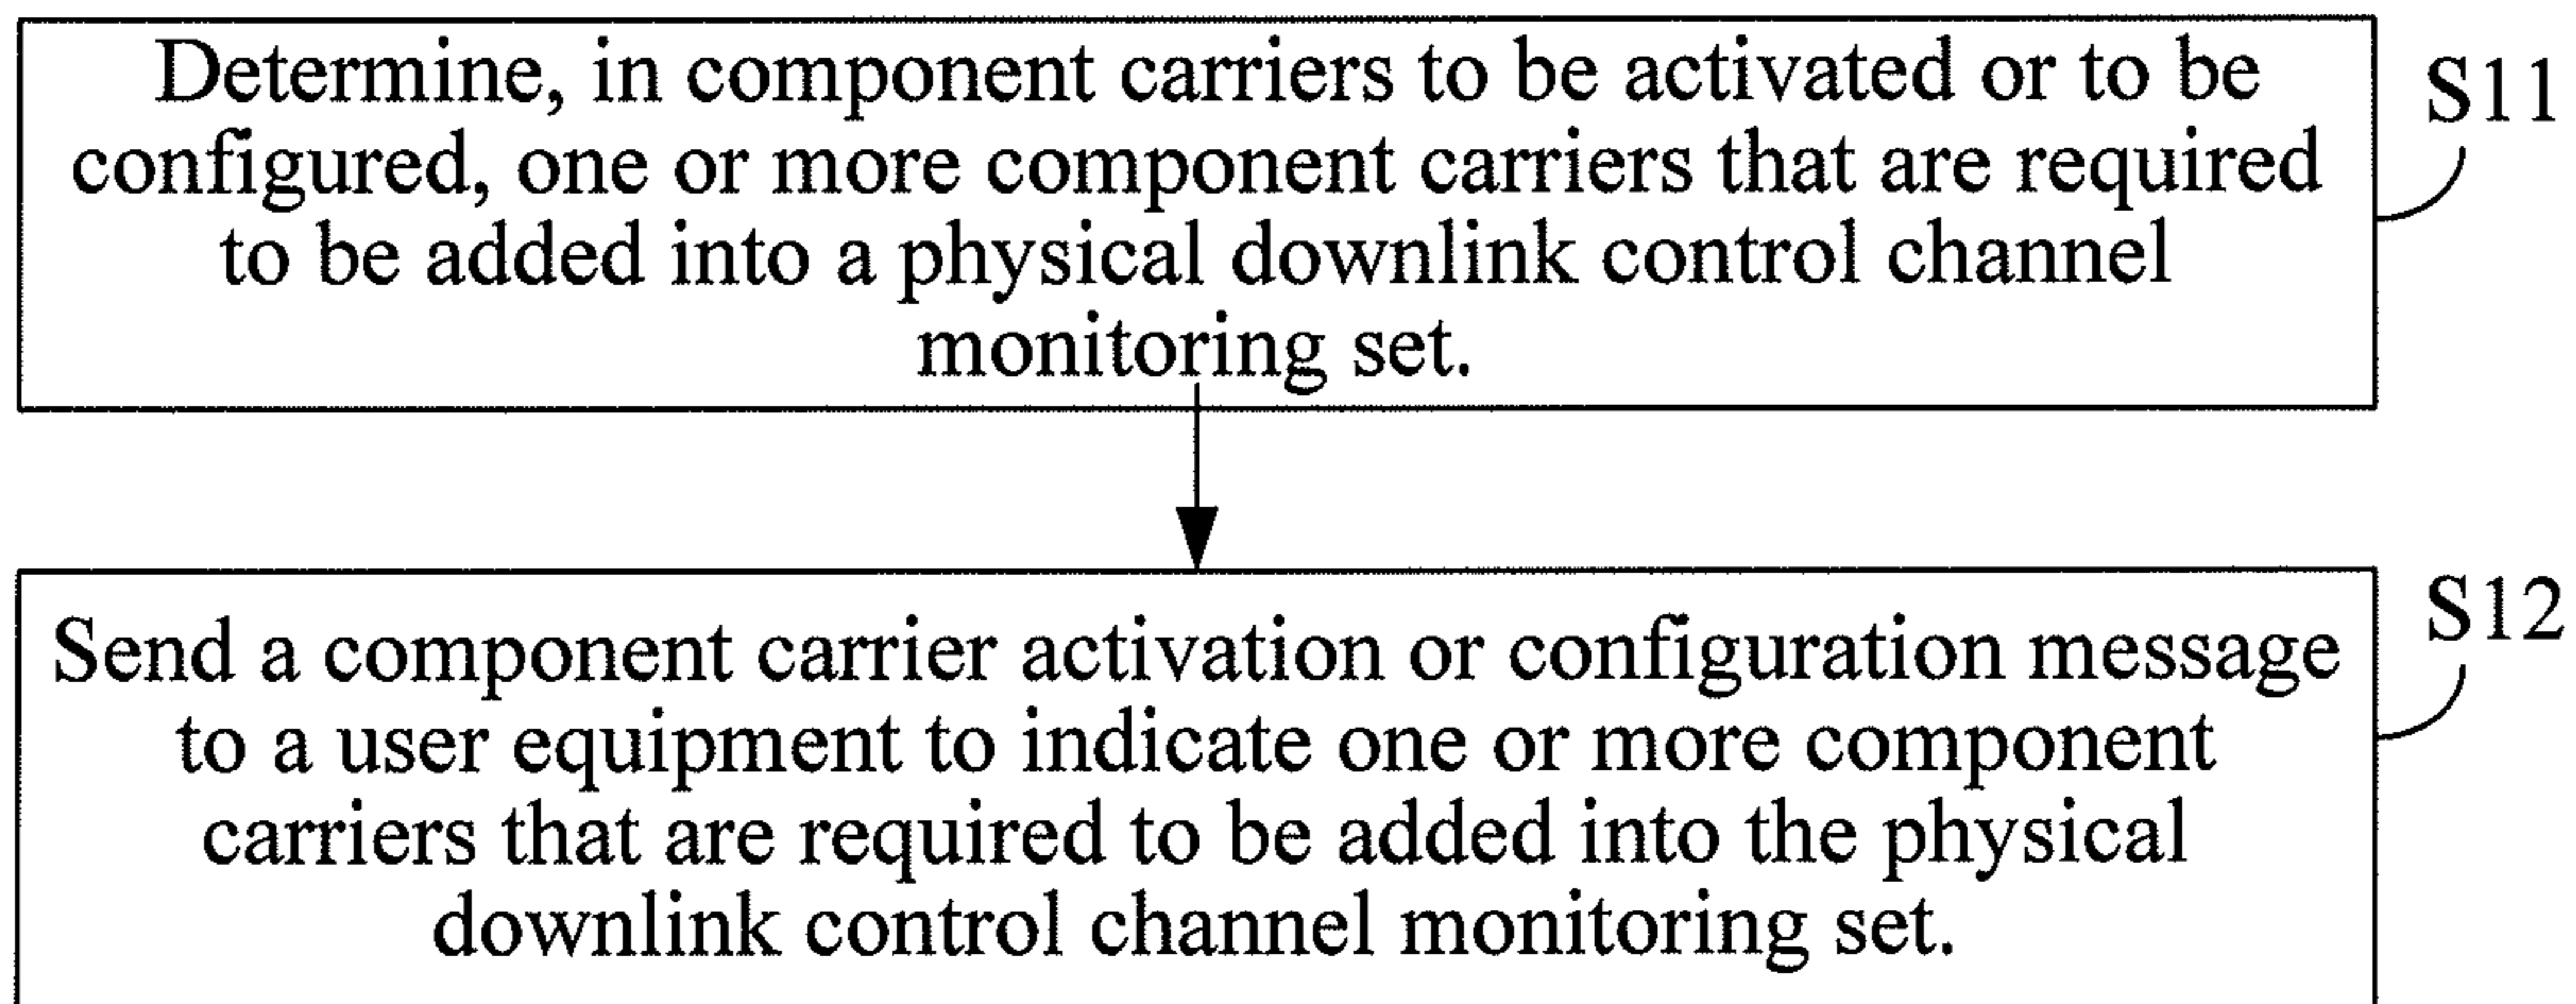 Determine, in component carriers to be activated or to be
configured, one or more component carriers that are required
to be added into a physical downlink control channel
monitoring set.
S11
Send a component carrier activation or configuration message
to a user equipment to indicate one or more component
carriers that are required to be added into the physical
downlink control channel monitoring set.
S12